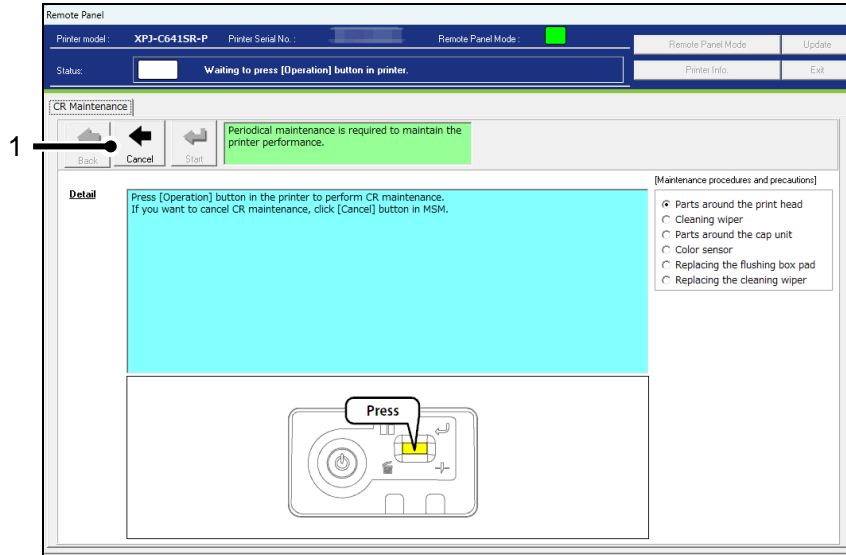 Remote Panel
Printer model : XPJ-C641SR-P Printer Serial No. : Remote Panel Mode :
Remote Panel Mode Update
Status: Waiting to press [Operation] button in printer.
Printer Info. Exit
CR Maintenance
1
Back Cancel Start
Periodical maintenance is required to maintain the
printer performance.
[Maintenance procedures and precautions]
Detail
Press [Operation] button in the printer to perform CR maintenance.
If you want to cancel CR maintenance, click [Cancel] button in MSM.
Parts around the print head
Cleaning wiper
Parts around the cap unit
Color sensor
Replacing the flushing box pad
Replacing the cleaning wiper
Press